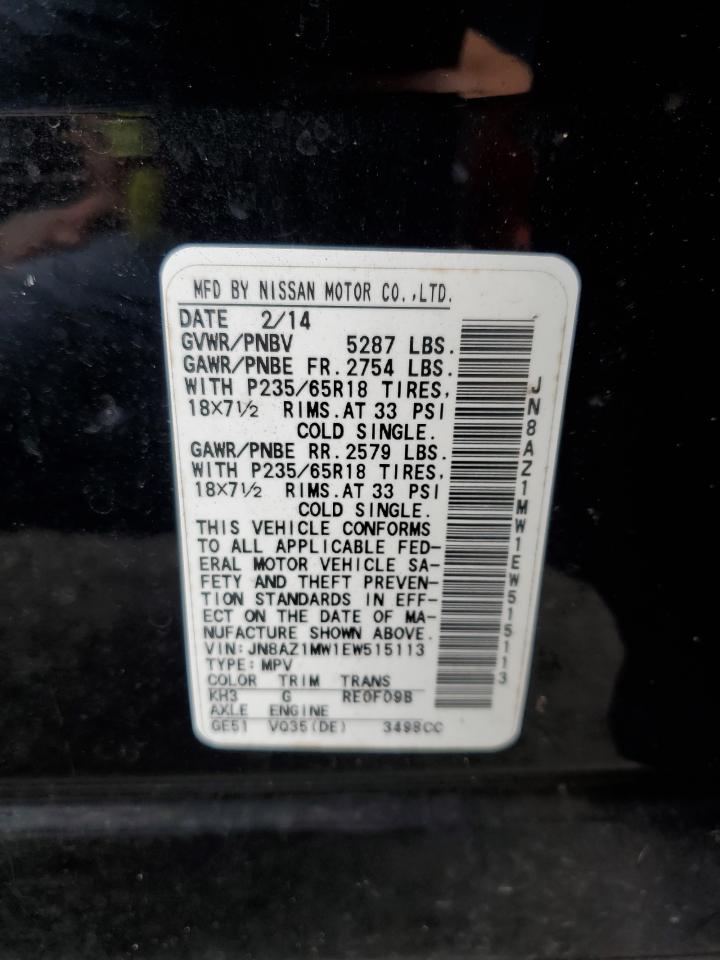 MFD BY NISSAN MOTOR CO.,LTD.
DATE 2/14
GVWR/PNBV 5287 LBS.
GAWR/PNBE FR. 2754 LBS.
WITH P235/65R18 TIRES,
18×7½ RIMS. AT 33 PSI
COLD SINGLE.
GAWR/PNBE RR. 2579 LBS.
WITH P235/65R18 TIRES,
18×7½ RIMS. AT 33 PSI
COLD SINGLE.
THIS VEHICLE CONFORMS
TO ALL APPLICABLE FED-
ERAL MOTOR VEHICLE SA-
FETY AND THEFT PREVEN-
TION STANDARDS IN EFF-
ECT ON THE DATE OF MA-
NUFACTURE SHOWN ABOVE.
VIN:JN8AZ1MW1EW515113
TYPE: MPV
COLOR TRIM TRANS
KH3 G RE0F09B
AXLE ENGINE
GE51 VQ35(DE) 3498CC
JN8AZ1MW1EW515113